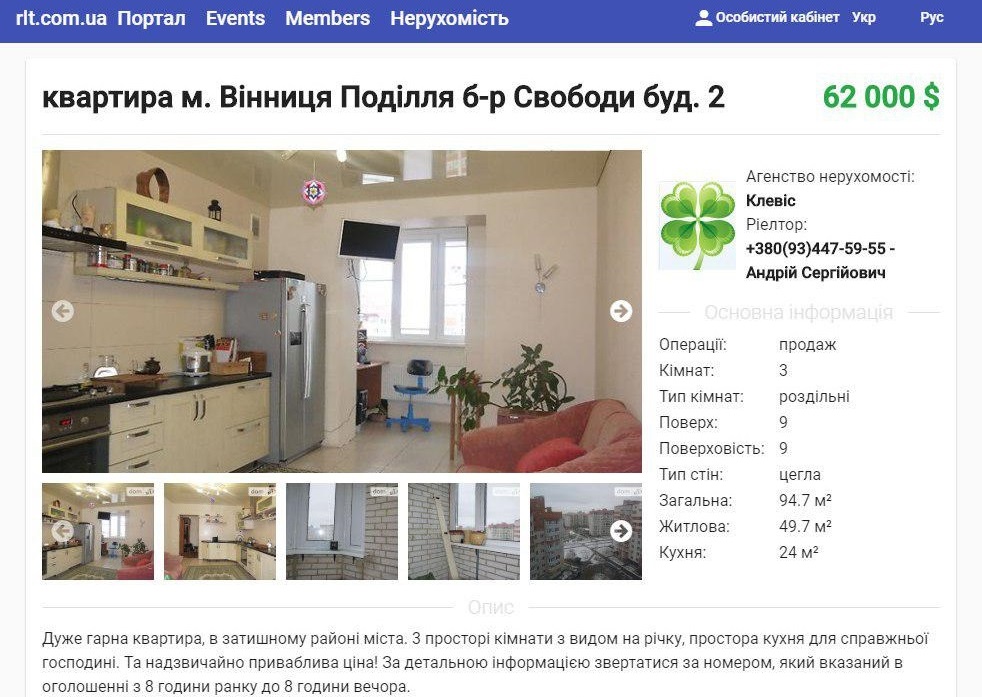 rlt.com.ua Портал Events Members Нерухомість Особистий кабінет Укр Рус
квартира м. Вінниця Поділля б-р Свободи буд. 2 62 000 $
Агенство нерухомості:
Клевіс
Ріелтор:
+380(93)447-59-55 -
Андрій Сергійович
Основна інформація
Операції: продаж
Кімнат: 3
Тип кімнат: роздільні
Поверх: 9
Поверховість: 9
Тип стін: цегла
Загальна: 94.7 м²
Житлова: 49.7 м²
Кухня: 24 м²
Опис
Дуже гарна квартира, в затишному районі міста. 3 просторі кімнати з видом на річку, простора кухня для справжньої
господині. Та надзвичайно приваблива ціна! За детальною інформацією звертатися за номером, який вказаний в
оголошенні з 8 години ранку до 8 години вечора.